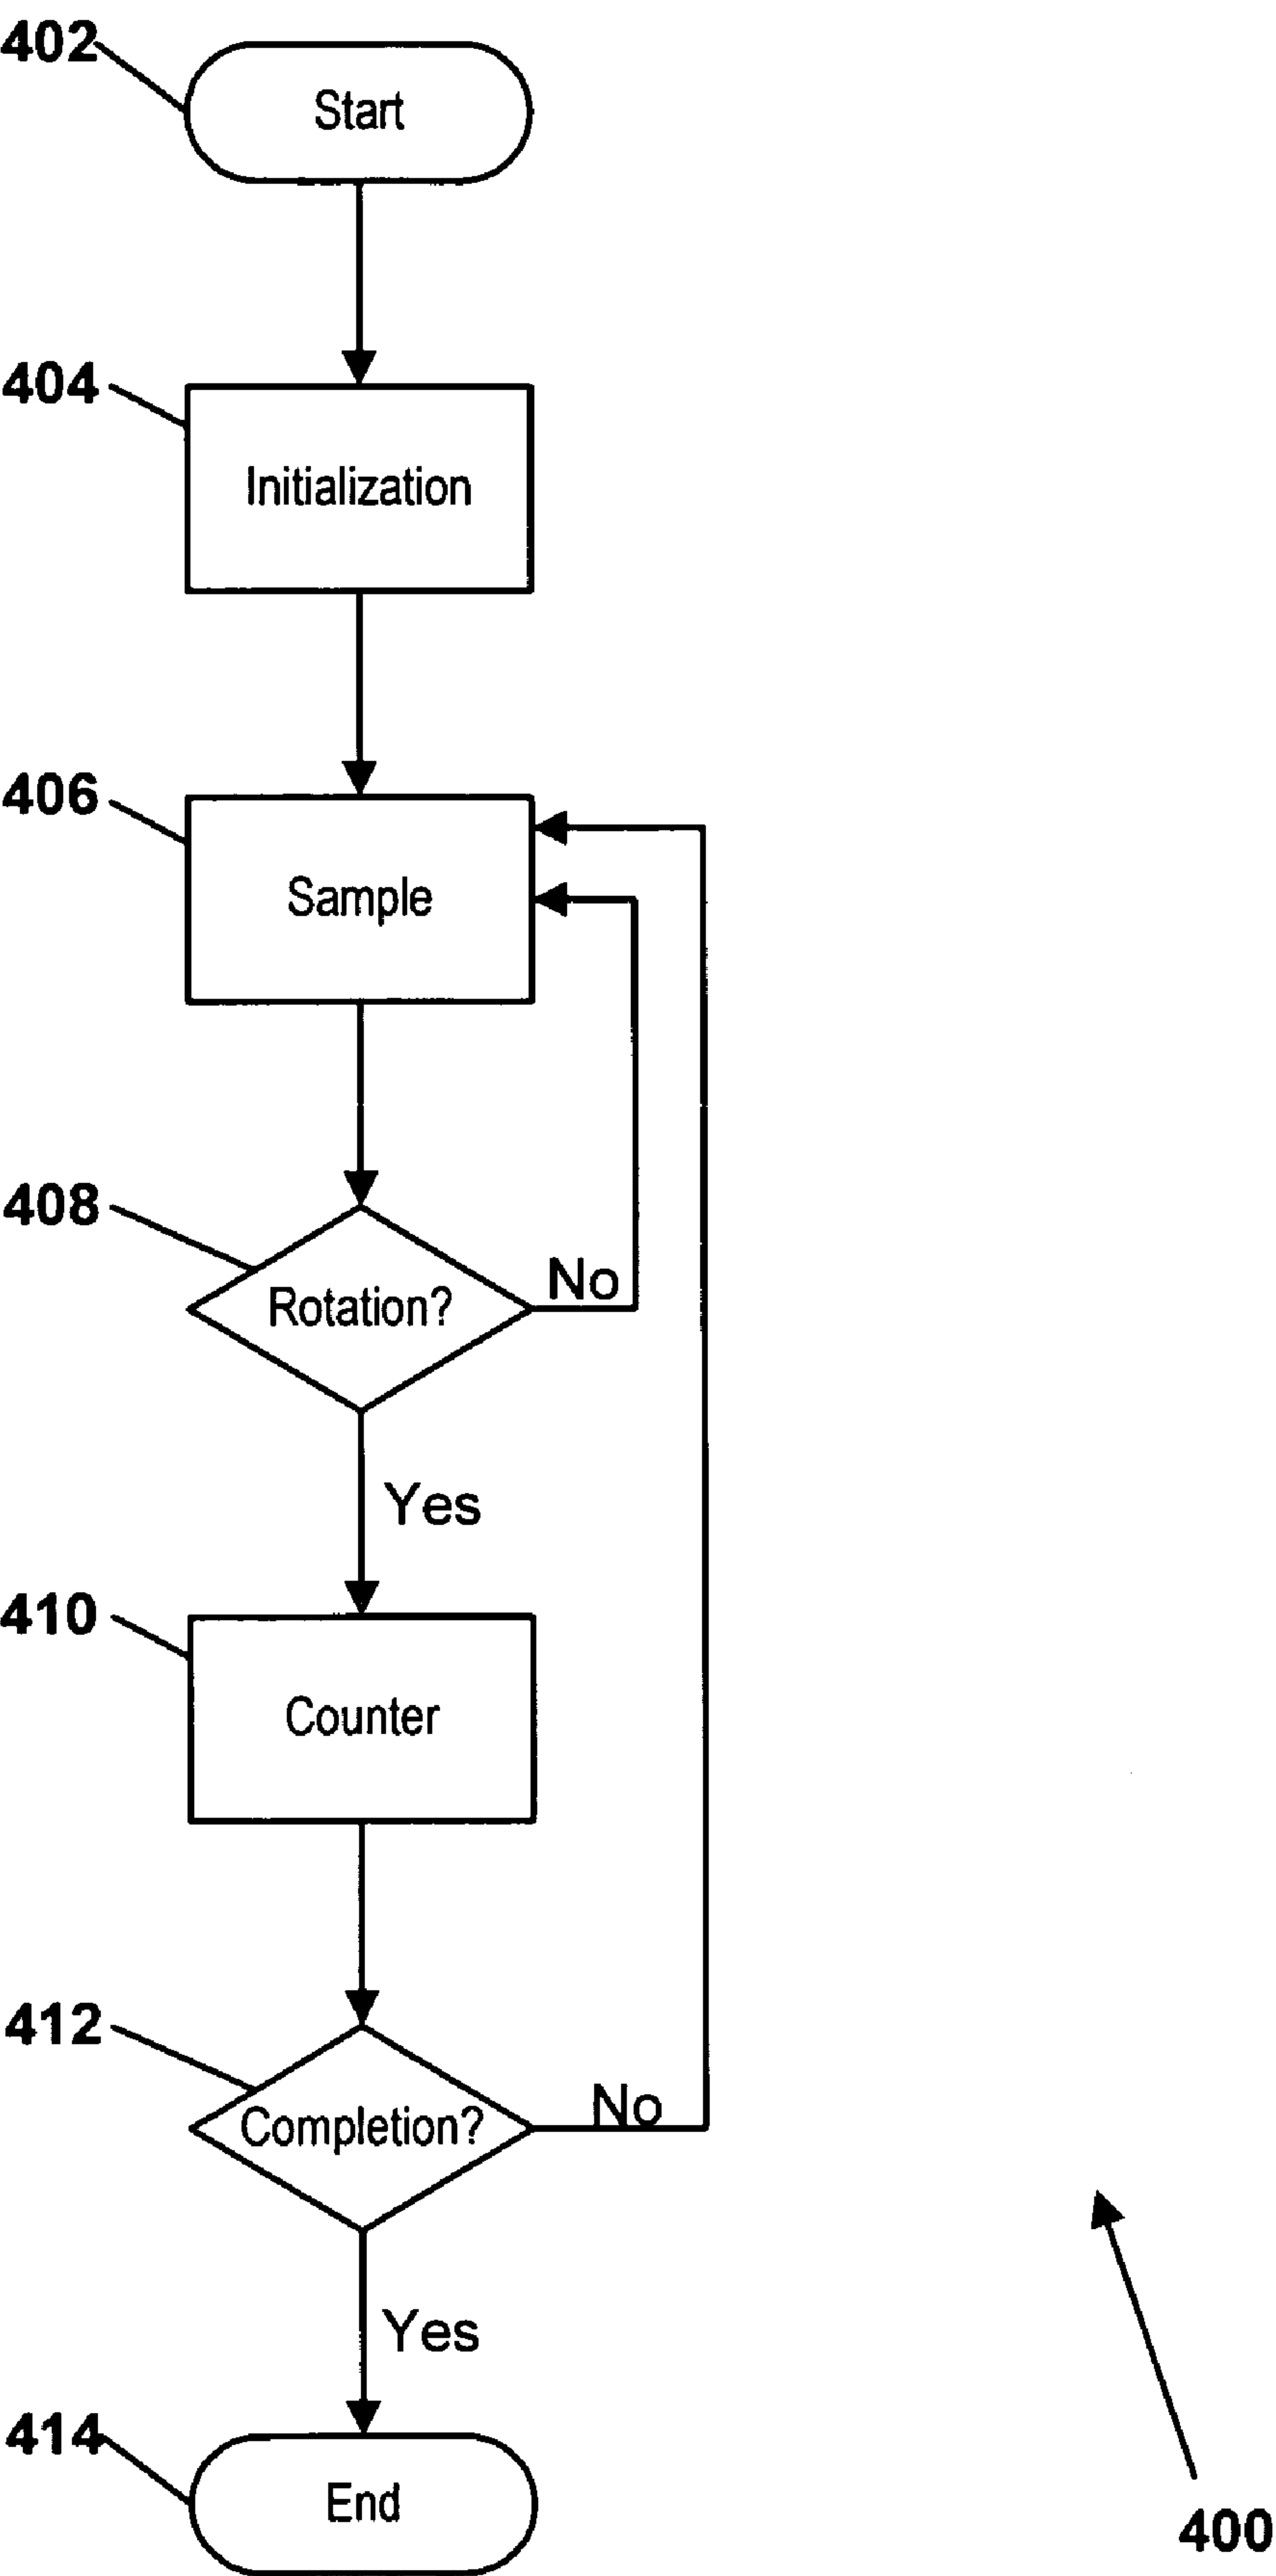 402
Start
404
Initialization
406
Sample
408
Rotation?
No
Yes
410
Counter
412
Completion?
No
Yes
414
End
400